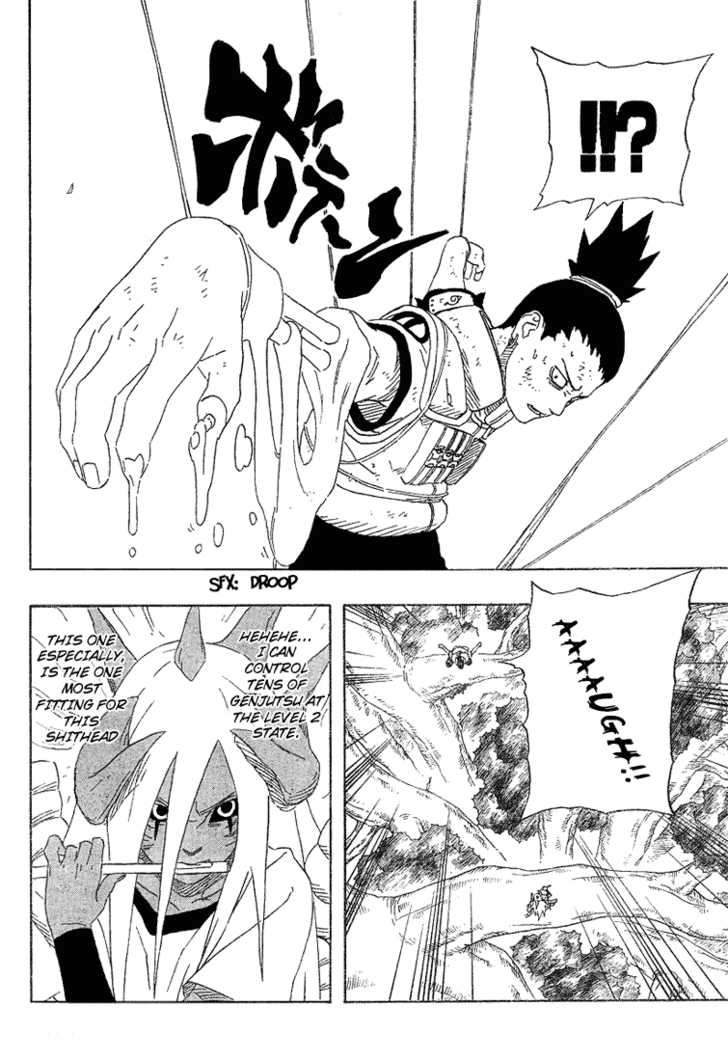 !!?
SFX: DROOP
AAAAUGH!!
HEHEHE...
I CAN
CONTROL
TENS OF
GENJUTSU AT
THE LEVEL 2
STATE.
THIS ONE
ESPECIALLY,
IS THE ONE
MOST
FITTING FOR
THIS
SHITHEAD